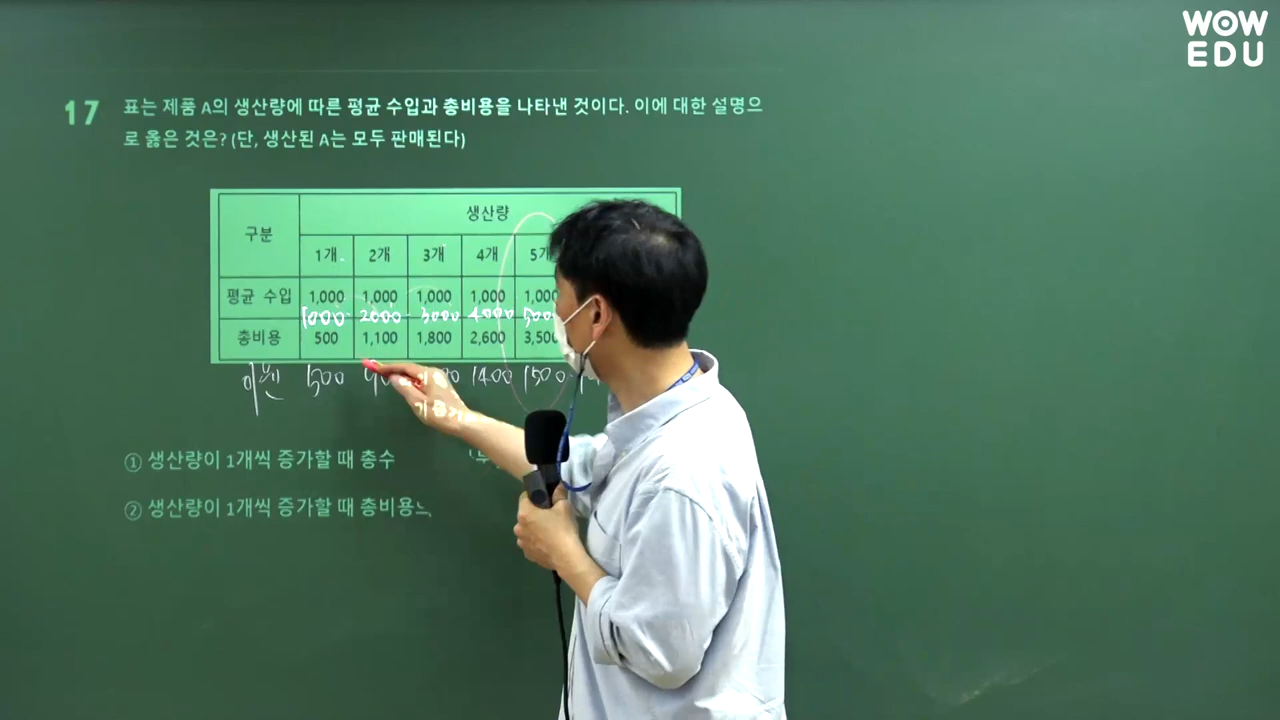 WOW
EDU
17 표는 제품 A의 생산량에 따른 평균 수입과 총비용을 나타낸 것이다. 이에 대한 설명으
로 옳은 것은? (단, 생산된 A는 모두 판매된다)
구분 생산량
1개 2개 3개 4개 5개
평균 수입 1,000 1,000 1,000 1,000 1,000
1000 2000 3000 4000
총비용 500 1,100 1,800 2,600 3,500
이윤 500 1400 1500
① 생산량이 1개씩 증가할 때 총수
② 생산량이 1개씩 증가할 때 총비용